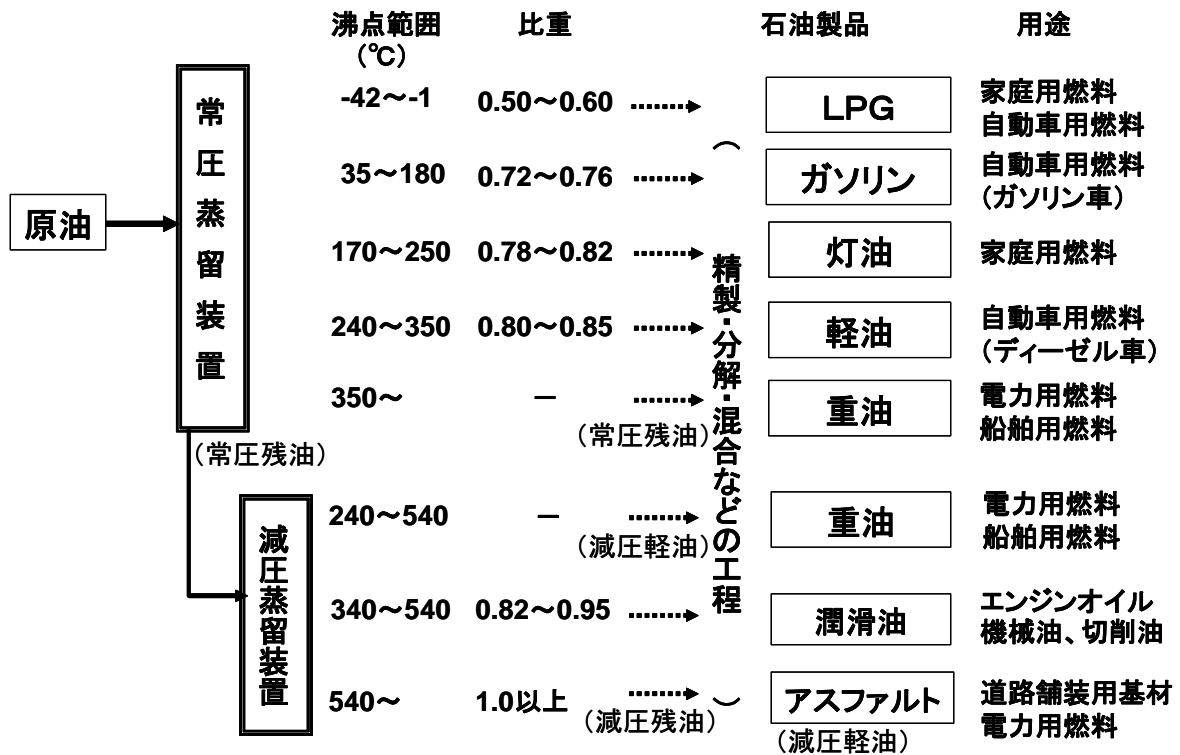 沸点範囲 比重 石油製品 用途
(℃)
原油
常圧蒸留装置
-42～-1 0.50～0.60 LPG 家庭用燃料
自動車用燃料
35～180 0.72～0.76 ガソリン 自動車用燃料
(ガソリン車)
170～250 0.78～0.82 灯油 家庭用燃料
240～350 0.80～0.85 軽油 自動車用燃料
(ディーゼル車)
350～ － (常圧残油) 重油 電力用燃料
船舶用燃料
(常圧残油)
減圧蒸留装置
240～540 － (減圧軽油) 重油 電力用燃料
船舶用燃料
340～540 0.82～0.95 潤滑油 エンジンオイル
機械油、切削油
540～ 1.0以上 (減圧残油) アスファルト 道路舗装用基材
電力用燃料
(減圧軽油)
(精製・分解・混合などの工程)